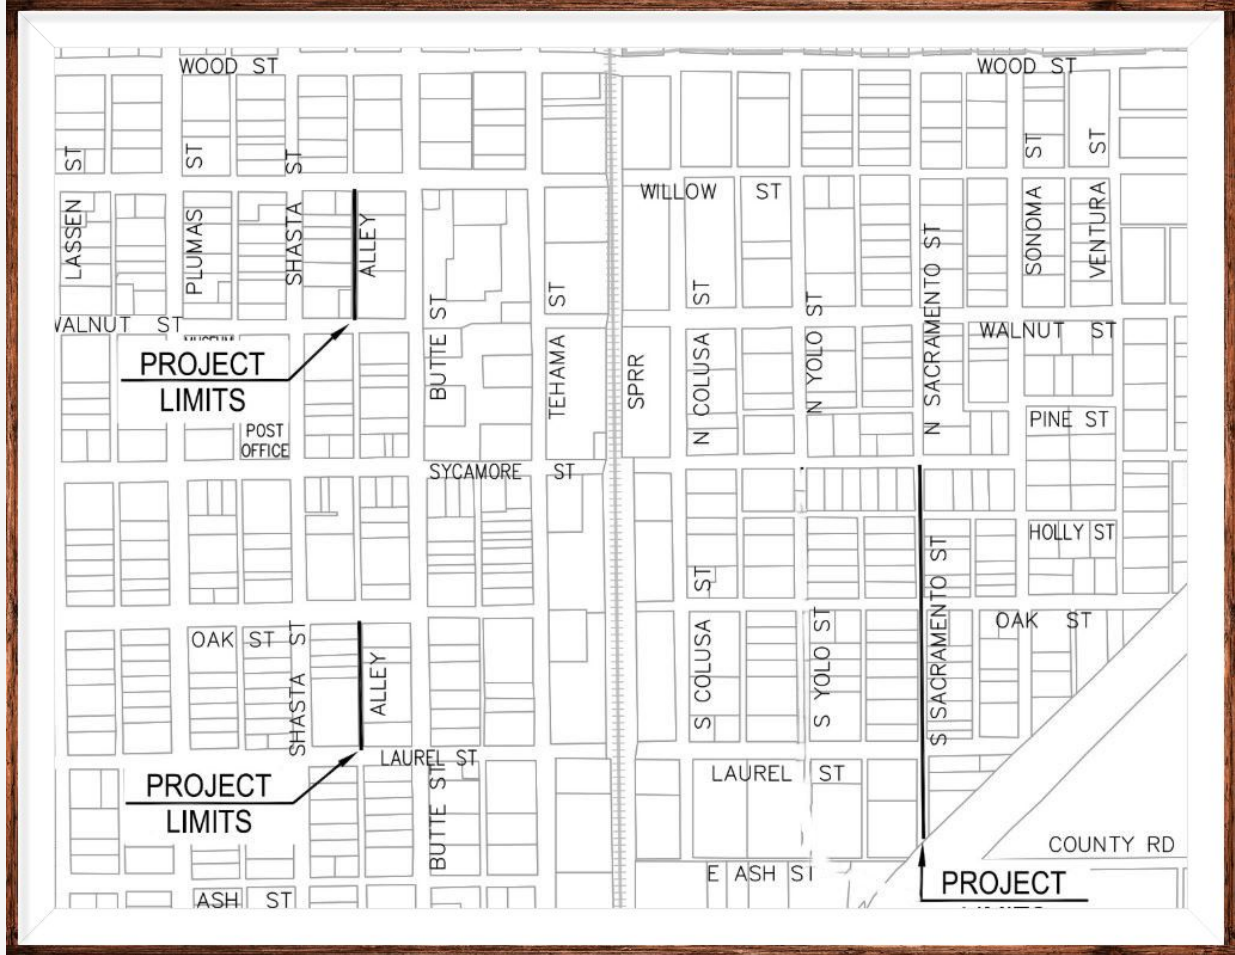 WOOD ST
WOOD ST
ST
ST
ST
ST
ST
WILLOW ST
LASSEN
PLUMAS
SHASTA
ALLEY
SONOMA
VENTURA
N SACRAMENTO ST
BUTTE ST
TEHAMA ST
SPRR
N COLUSA ST
N YOLO ST
WALNUT ST
PROJECT
LIMITS
POST
OFFICE
PINE ST
SYCAMORE ST
HOLLY ST
OAK ST
SHASTA ST
ALLEY
S COLUSA ST
S YOLO ST
S SACRAMENTO ST
OAK ST
LAUREL ST
PROJECT
LIMITS
BUTTE ST
LAUREL ST
COUNTY RD
E ASH ST
PROJECT
ASH ST